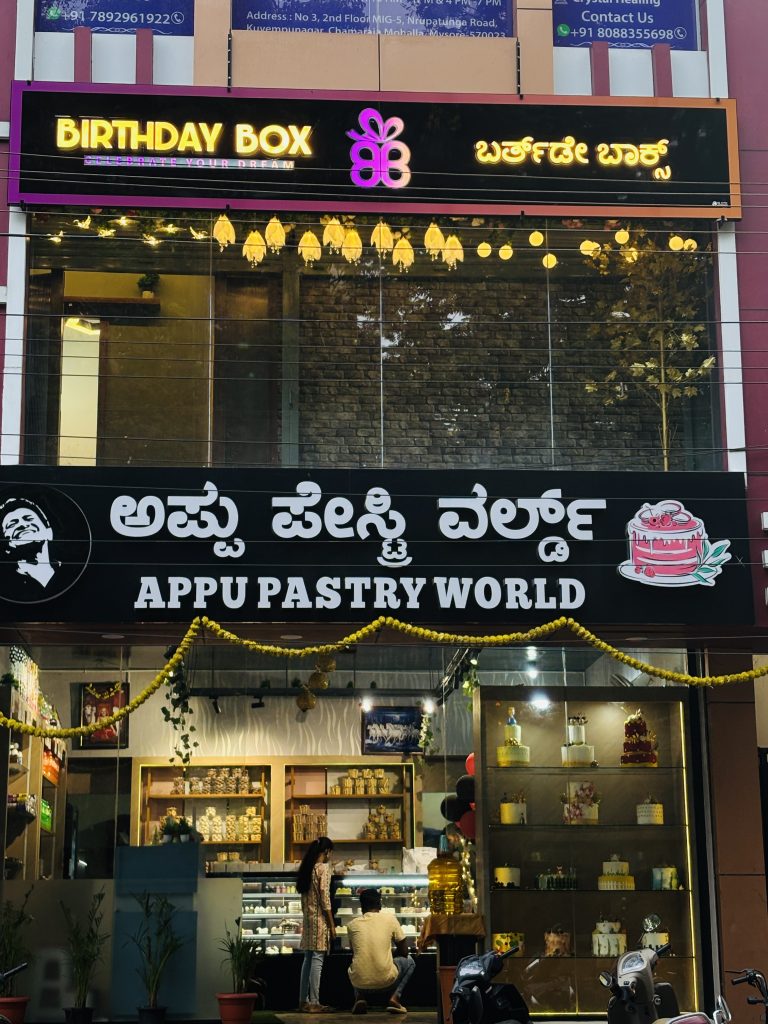 +91 7892961922
Address : No 3, 2nd Floor MIG-5, Nrupatunga Road,
Kuvempunagar, Chamaraja Mohalla, Mysore-570023
Crystal Healing
Contact Us
+91 8088355698
BIRTHDAY BOX
CELEBRATE YOUR DREAM
ಬರ್ತ್‌ಡೇ ಬಾಕ್ಸ್
ಅಪ್ಪು ಪೇಸ್ಟ್ರಿ ವರ್ಲ್ಡ್
APPU PASTRY WORLD